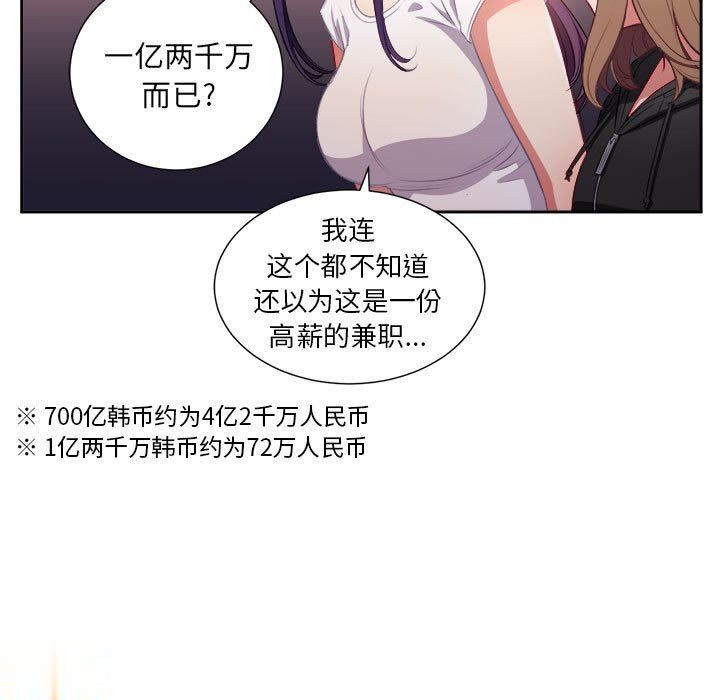 一亿两千万
而已?
我连
这个都不知道
还以为这是一份
高薪的兼职...
※ 700亿韩币约为4亿2千万人民币
※ 1亿两千万韩币约为72万人民币